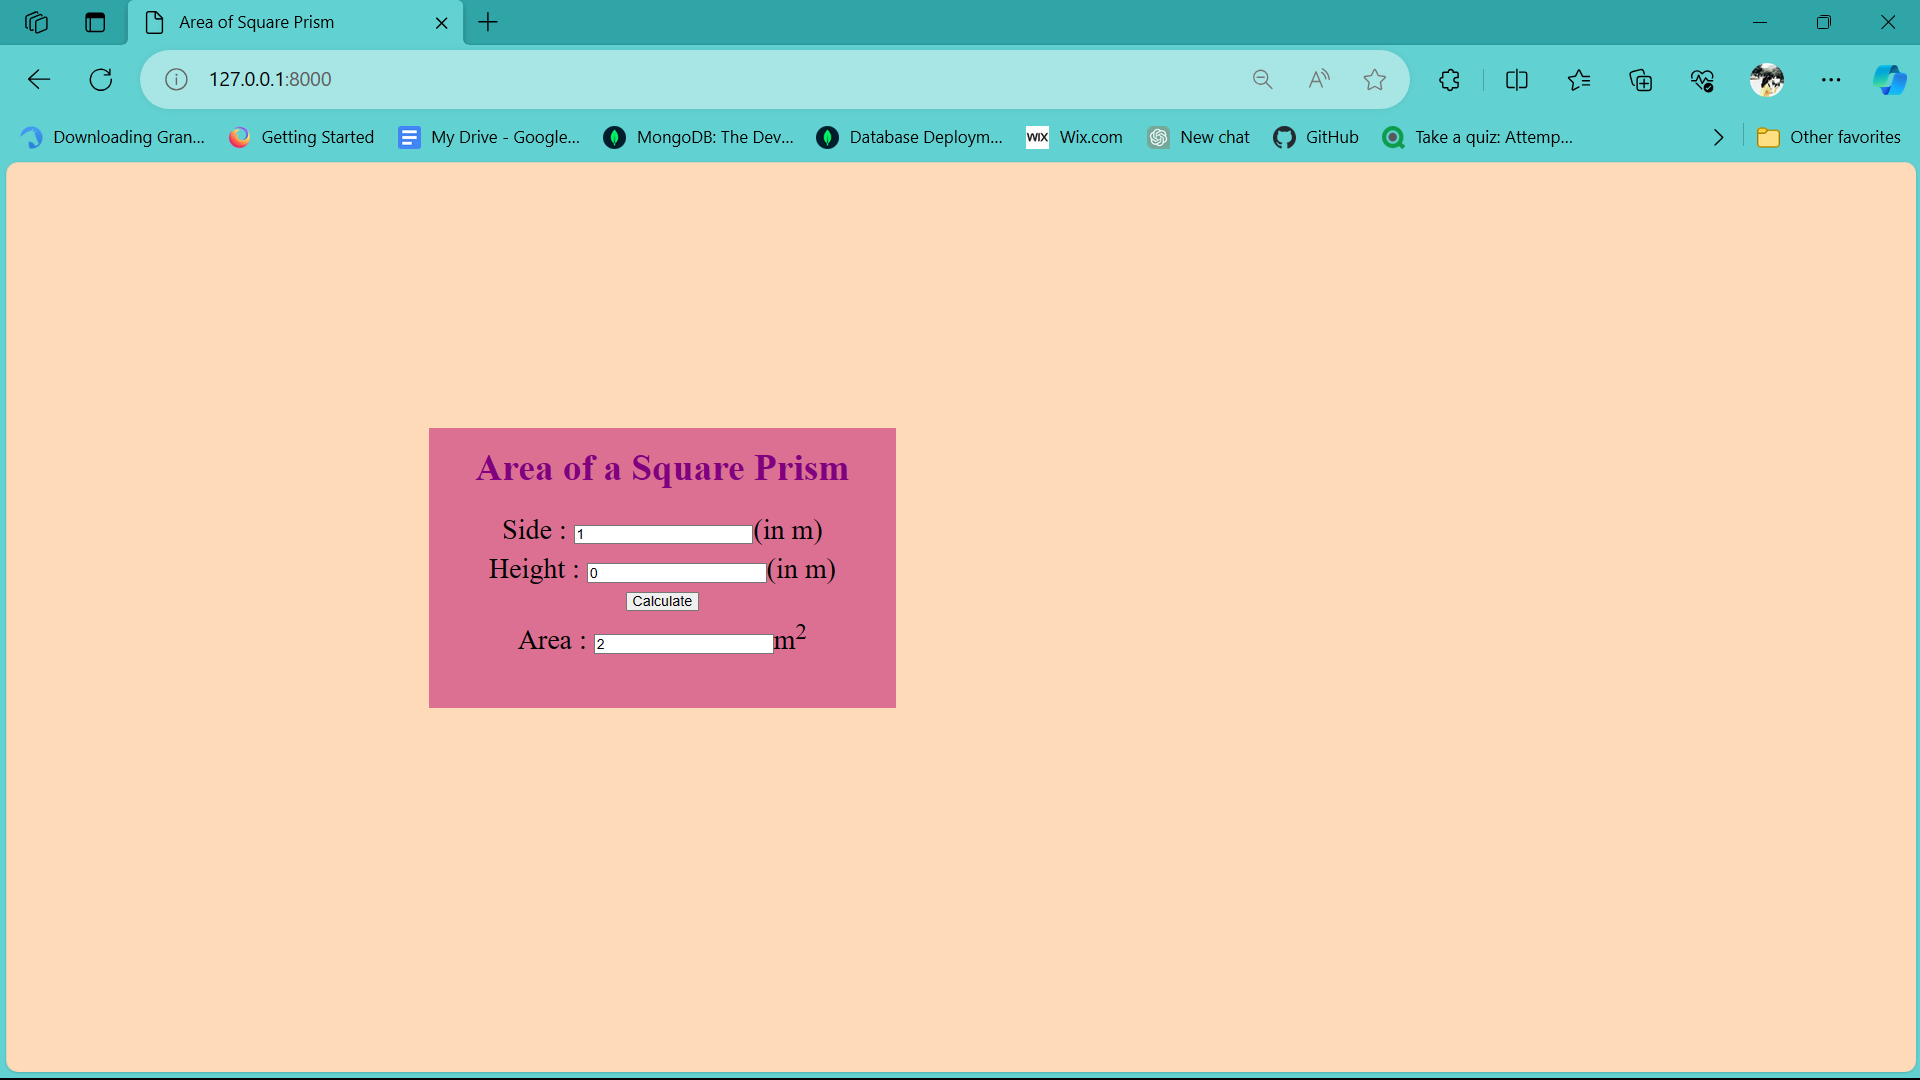 Area of Square Prism
127.0.0.1:8000
Downloading Gran... Getting Started My Drive - Google... MongoDB: The Dev... Database Deploym... WIX Wix.com New chat GitHub Take a quiz: Attemp... Other favorites
Area of a Square Prism
Side : 1 (in m)
Height : 0 (in m)
Calculate
Area : 2 m²